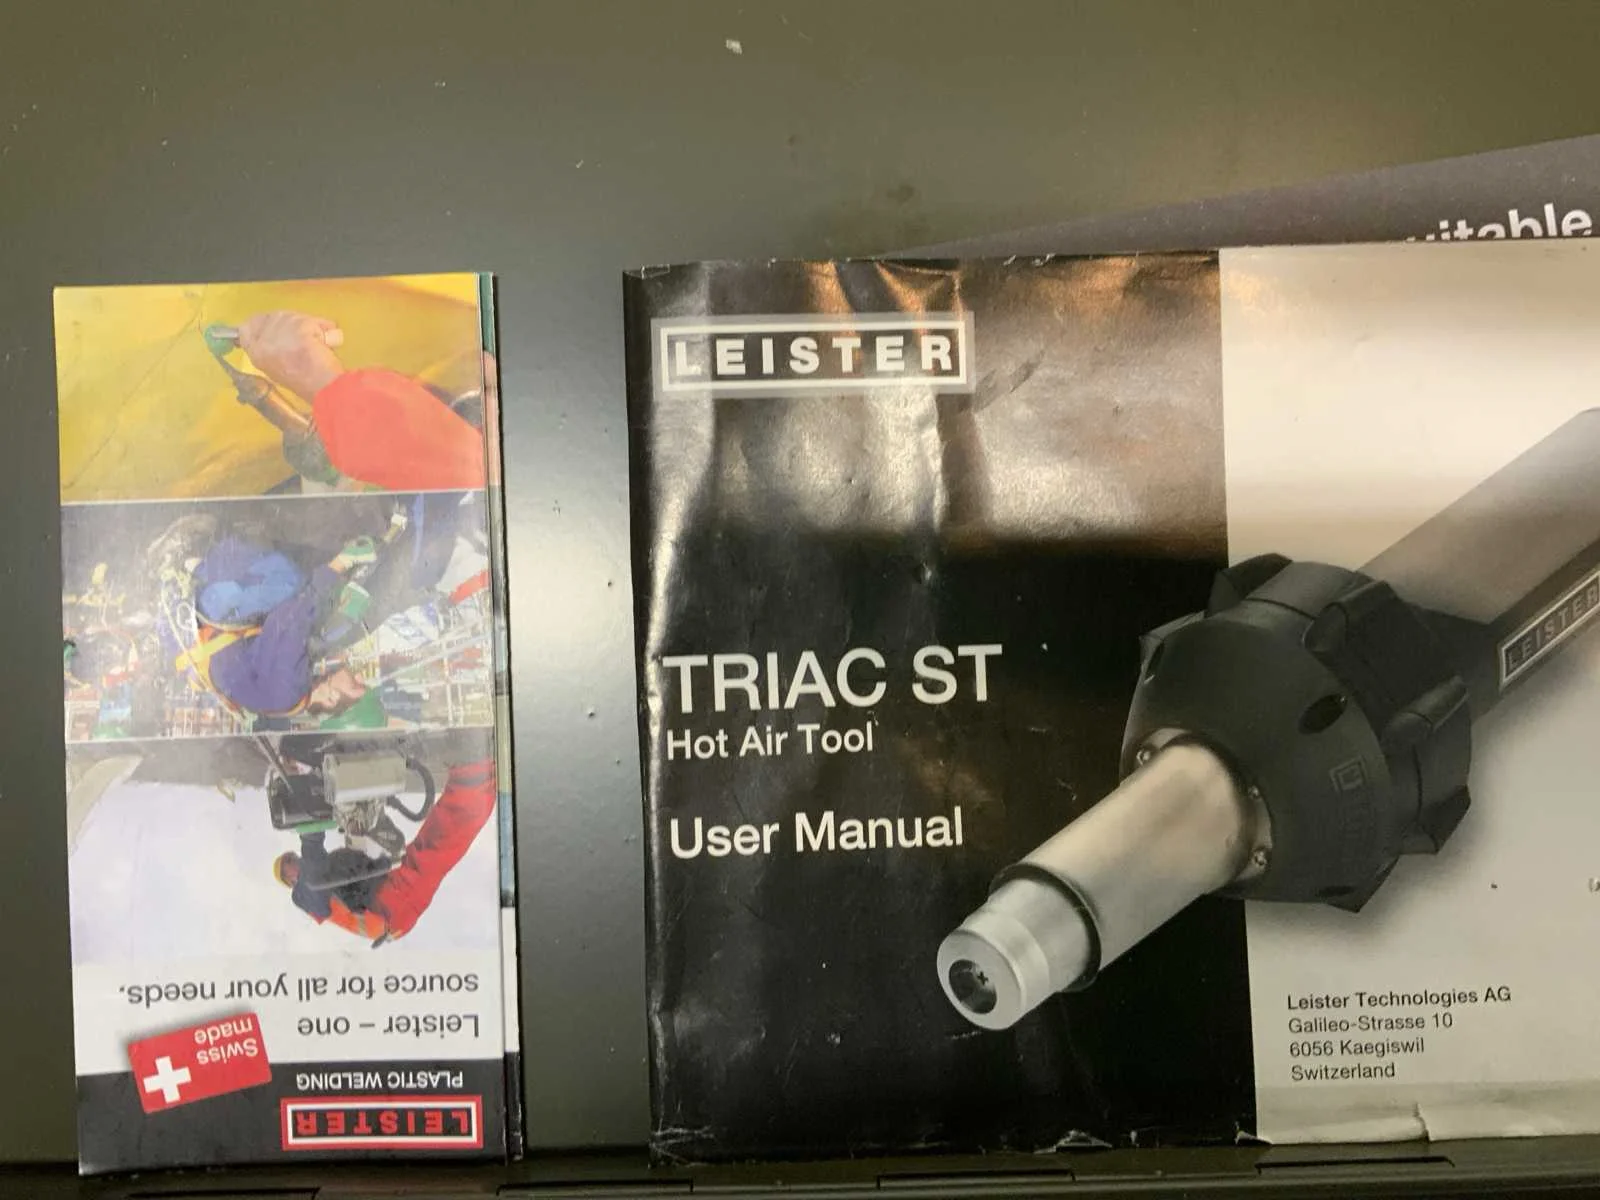 LEISTER
PLASTIC WELDING
Swiss
made
Leister – one
source for all your needs.
LEISTER
TRIAC ST
Hot Air Tool
User Manual
LEISTER
Leister Technologies AG
Galileo-Strasse 10
6056 Kaegiswil
Switzerland